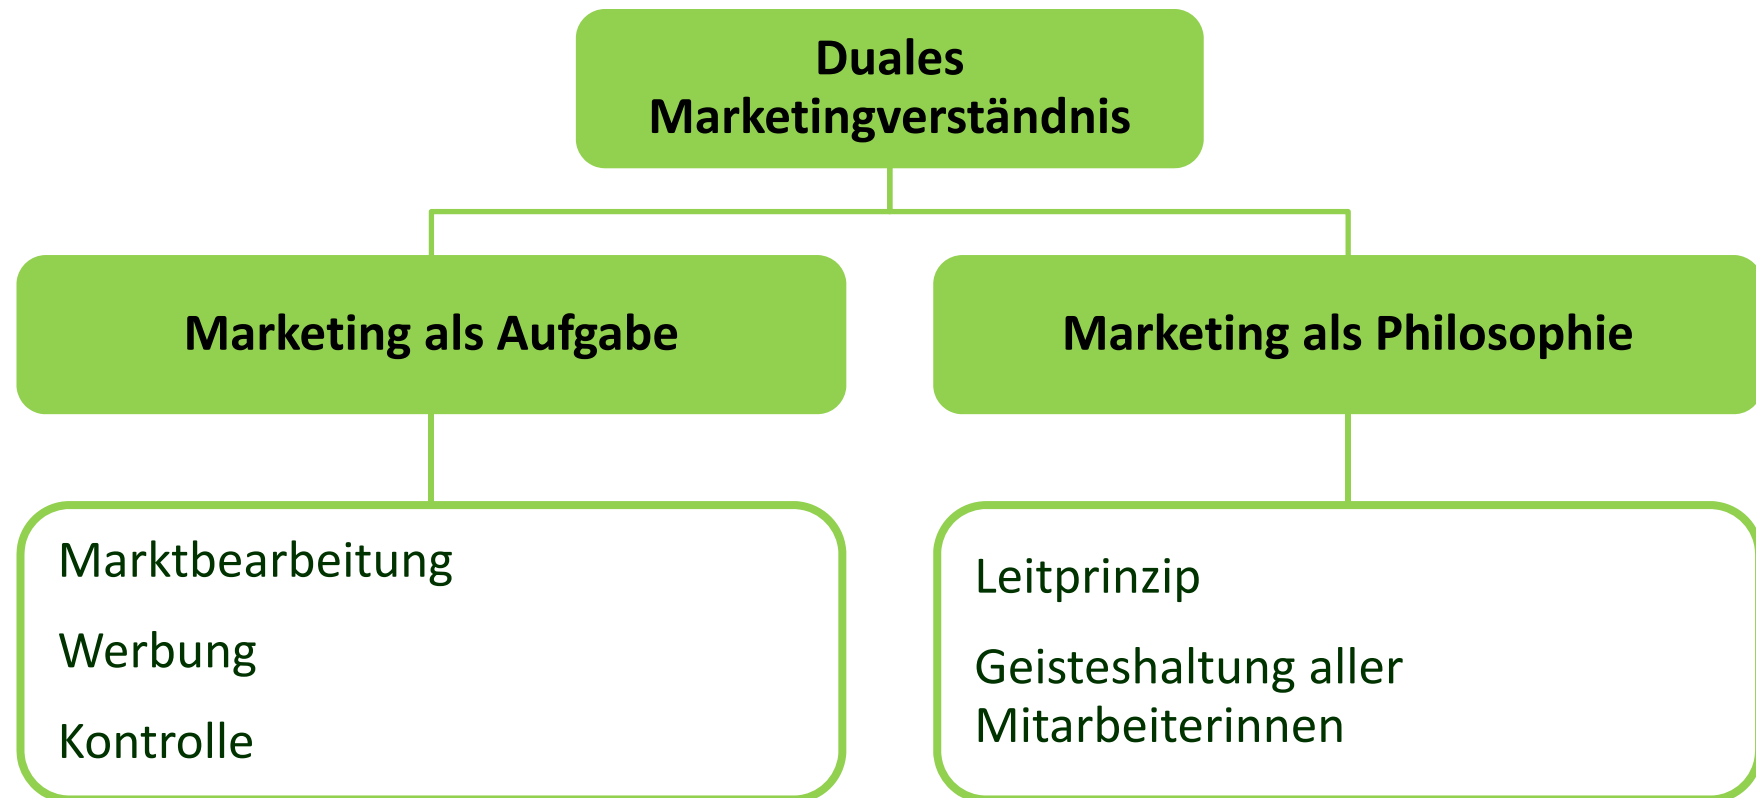 Duales
Marketingverständnis
Marketing als Aufgabe
Marketing als Philosophie
Marktbearbeitung
Werbung
Kontrolle
Leitprinzip
Geisteshaltung aller
Mitarbeiterinnen